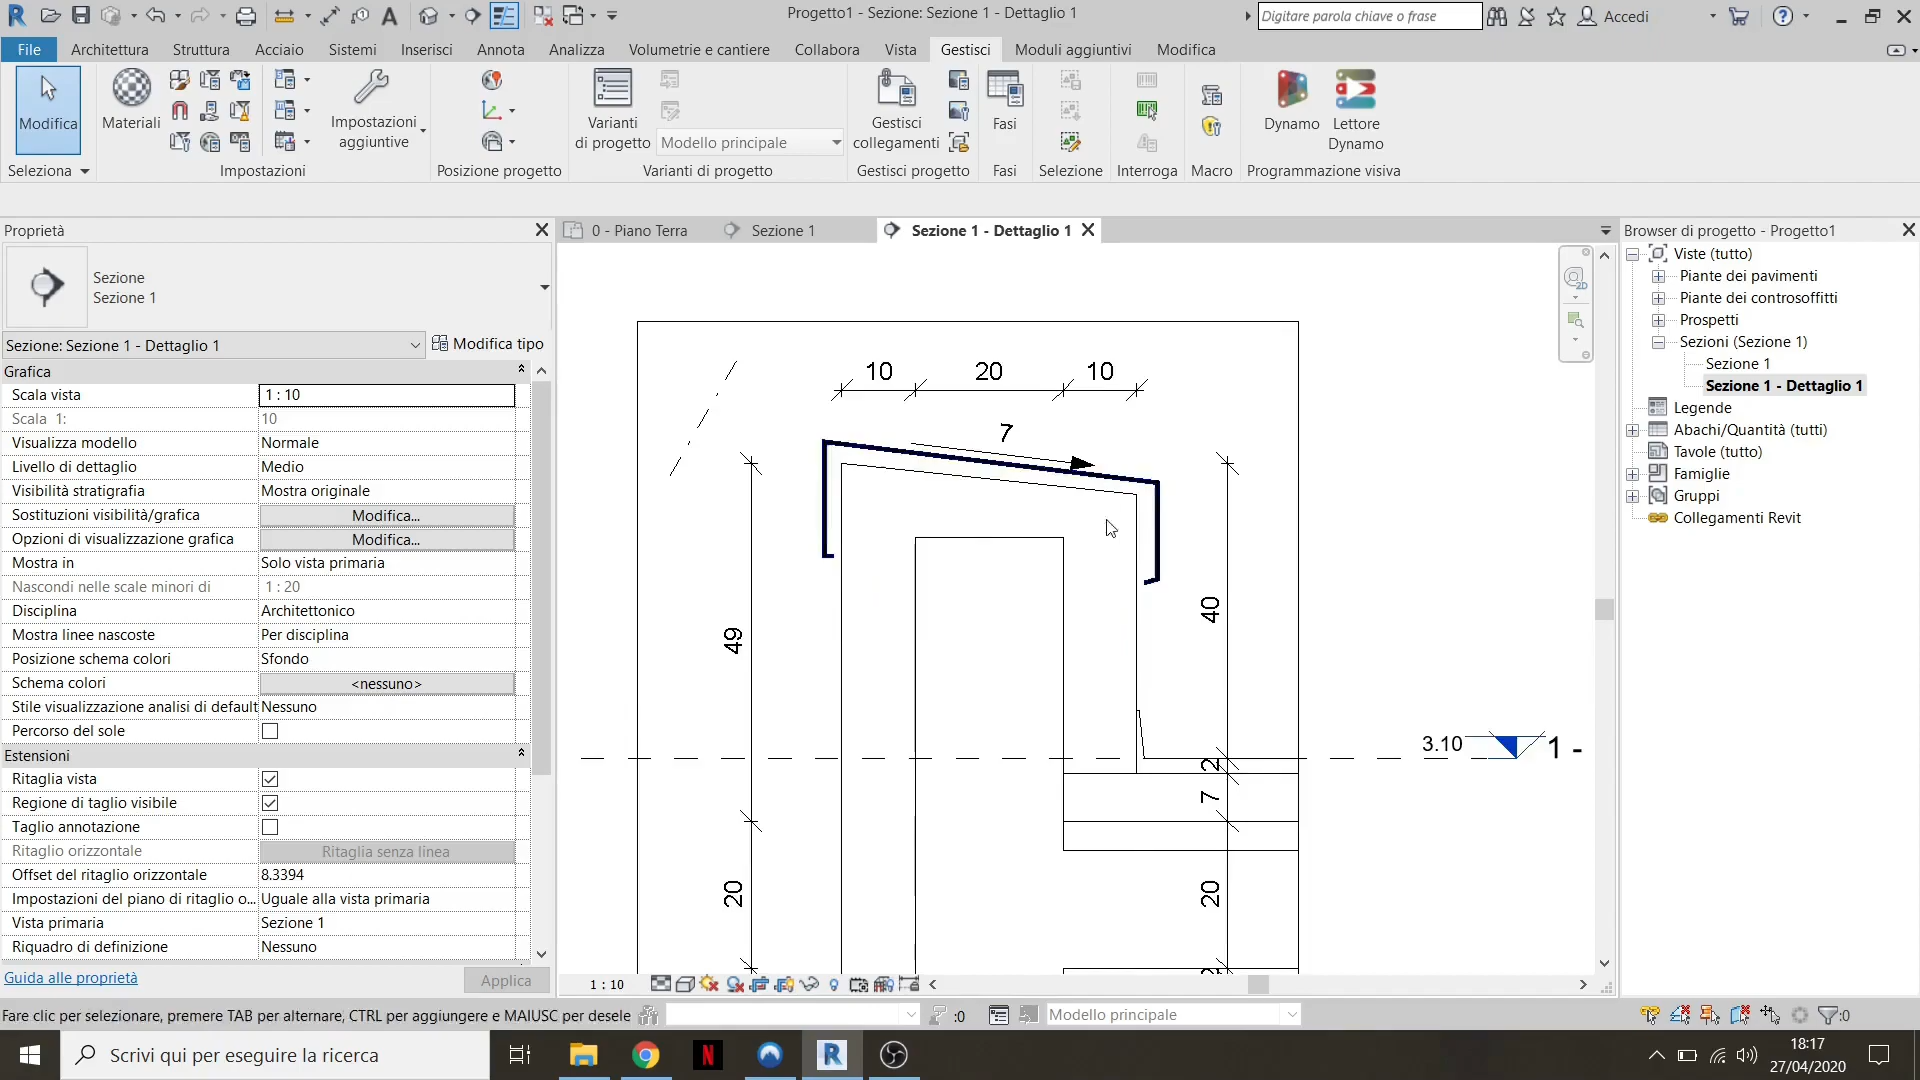 Progetto1 - Sezione: Sezione 1 - Dettaglio 1
Digitare parola chiave o frase
Accedi
File
Architettura
Struttura
Acciaio
Sistemi
Inserisci
Annota
Analizza
Volumetrie e cantiere
Collabora
Vista
Gestisci
Moduli aggiuntivi
Modifica
Modifica
Materiali
Impostazioni
aggiuntive
Varianti
di progetto
Modello principale
Gestisci
collegamenti
Fasi
Dynamo
Lettore
Dynamo
Seleziona
Impostazioni
Posizione progetto
Varianti di progetto
Gestisci progetto
Fasi
Selezione
Interroga
Macro
Programmazione visiva
Proprietà
Sezione
Sezione 1
Sezione: Sezione 1 - Dettaglio 1
Modifica tipo
Grafica
Scala vista 1 : 10
Scala 1: 10
Visualizza modello Normale
Livello di dettaglio Medio
Visibilità stratigrafia Mostra originale
Sostituzioni visibilità/grafica Modifica...
Opzioni di visualizzazione grafica Modifica...
Mostra in Solo vista primaria
Nascondi nelle scale minori di 1 : 20
Disciplina Architettonico
Mostra linee nascoste Per disciplina
Posizione schema colori Sfondo
Schema colori <nessuno>
Stile visualizzazione analisi di default Nessuno
Percorso del sole
Estensioni
Ritaglia vista
Regione di taglio visibile
Taglio annotazione
Ritaglio orizzontale Ritaglia senza linea
Offset del ritaglio orizzontale 8.3394
Impostazioni del piano di ritaglio o... Uguale alla vista primaria
Vista primaria Sezione 1
Riquadro di definizione Nessuno
Guida alle proprietà
Applica
0 - Piano Terra
Sezione 1
Sezione 1 - Dettaglio 1
2D
10 20 10
7
49
40
3.10 1 -
2
7
20
20
2
1 : 10
Browser di progetto - Progetto1
Viste (tutto)
Piante dei pavimenti
Piante dei controsoffitti
Prospetti
Sezioni (Sezione 1)
Sezione 1
Sezione 1 - Dettaglio 1
Legende
Abachi/Quantità (tutti)
Tavole (tutto)
Famiglie
Gruppi
Collegamenti Revit
Fare clic per selezionare, premere TAB per alternare, CTRL per aggiungere e MAIUSC per desele
:0
Modello principale
:0
Scrivi qui per eseguire la ricerca
18:17
27/04/2020